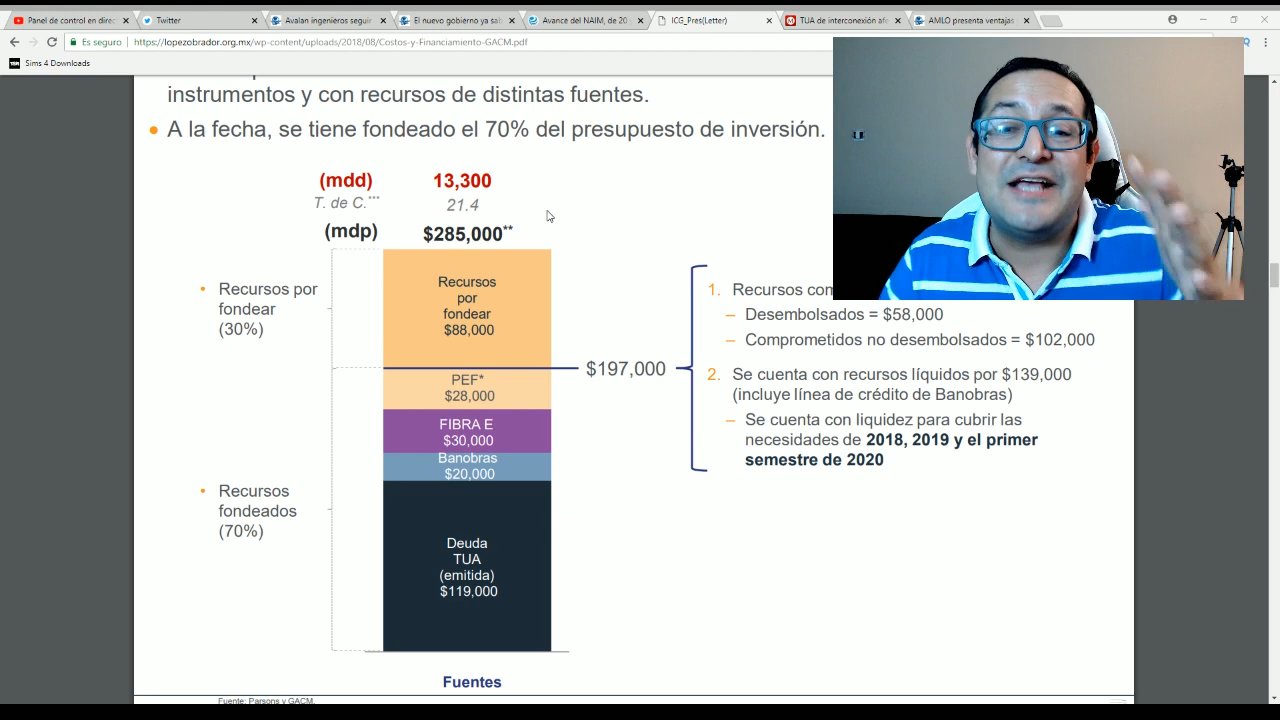 Panel de control en direc
Twitter
Avalan ingenieros seguir
El nuevo gobierno ya sab
Avance del NAIM, de 20
ICG_Pres(Letter)
TUA de interconexión afe
AMLO presenta ventajas
Es seguro
https://lopezobrador.org.mx/wp-content/uploads/2018/08/Costos-y-Financiamiento-GACM.pdf
Sims 4 Downloads
instrumentos y con recursos de distintas fuentes.
• A la fecha, se tiene fondeado el 70% del presupuesto de inversión.
(mdd) 13,300
T. de C.*** 21.4
(mdp) $285,000**
• Recursos por
fondear
(30%)
Recursos
por
fondear
$88,000
PEF*
$28,000
FIBRA E
$30,000
Banobras
$20,000
• Recursos
fondeados
(70%)
Deuda
TUA
(emitida)
$119,000
$197,000
1. Recursos com
– Desembolsados = $58,000
– Comprometidos no desembolsados = $102,000
2. Se cuenta con recursos líquidos por $139,000
(incluye línea de crédito de Banobras)
– Se cuenta con liquidez para cubrir las
necesidades de 2018, 2019 y el primer
semestre de 2020
Fuentes
Fuente: Parsons y GACM.